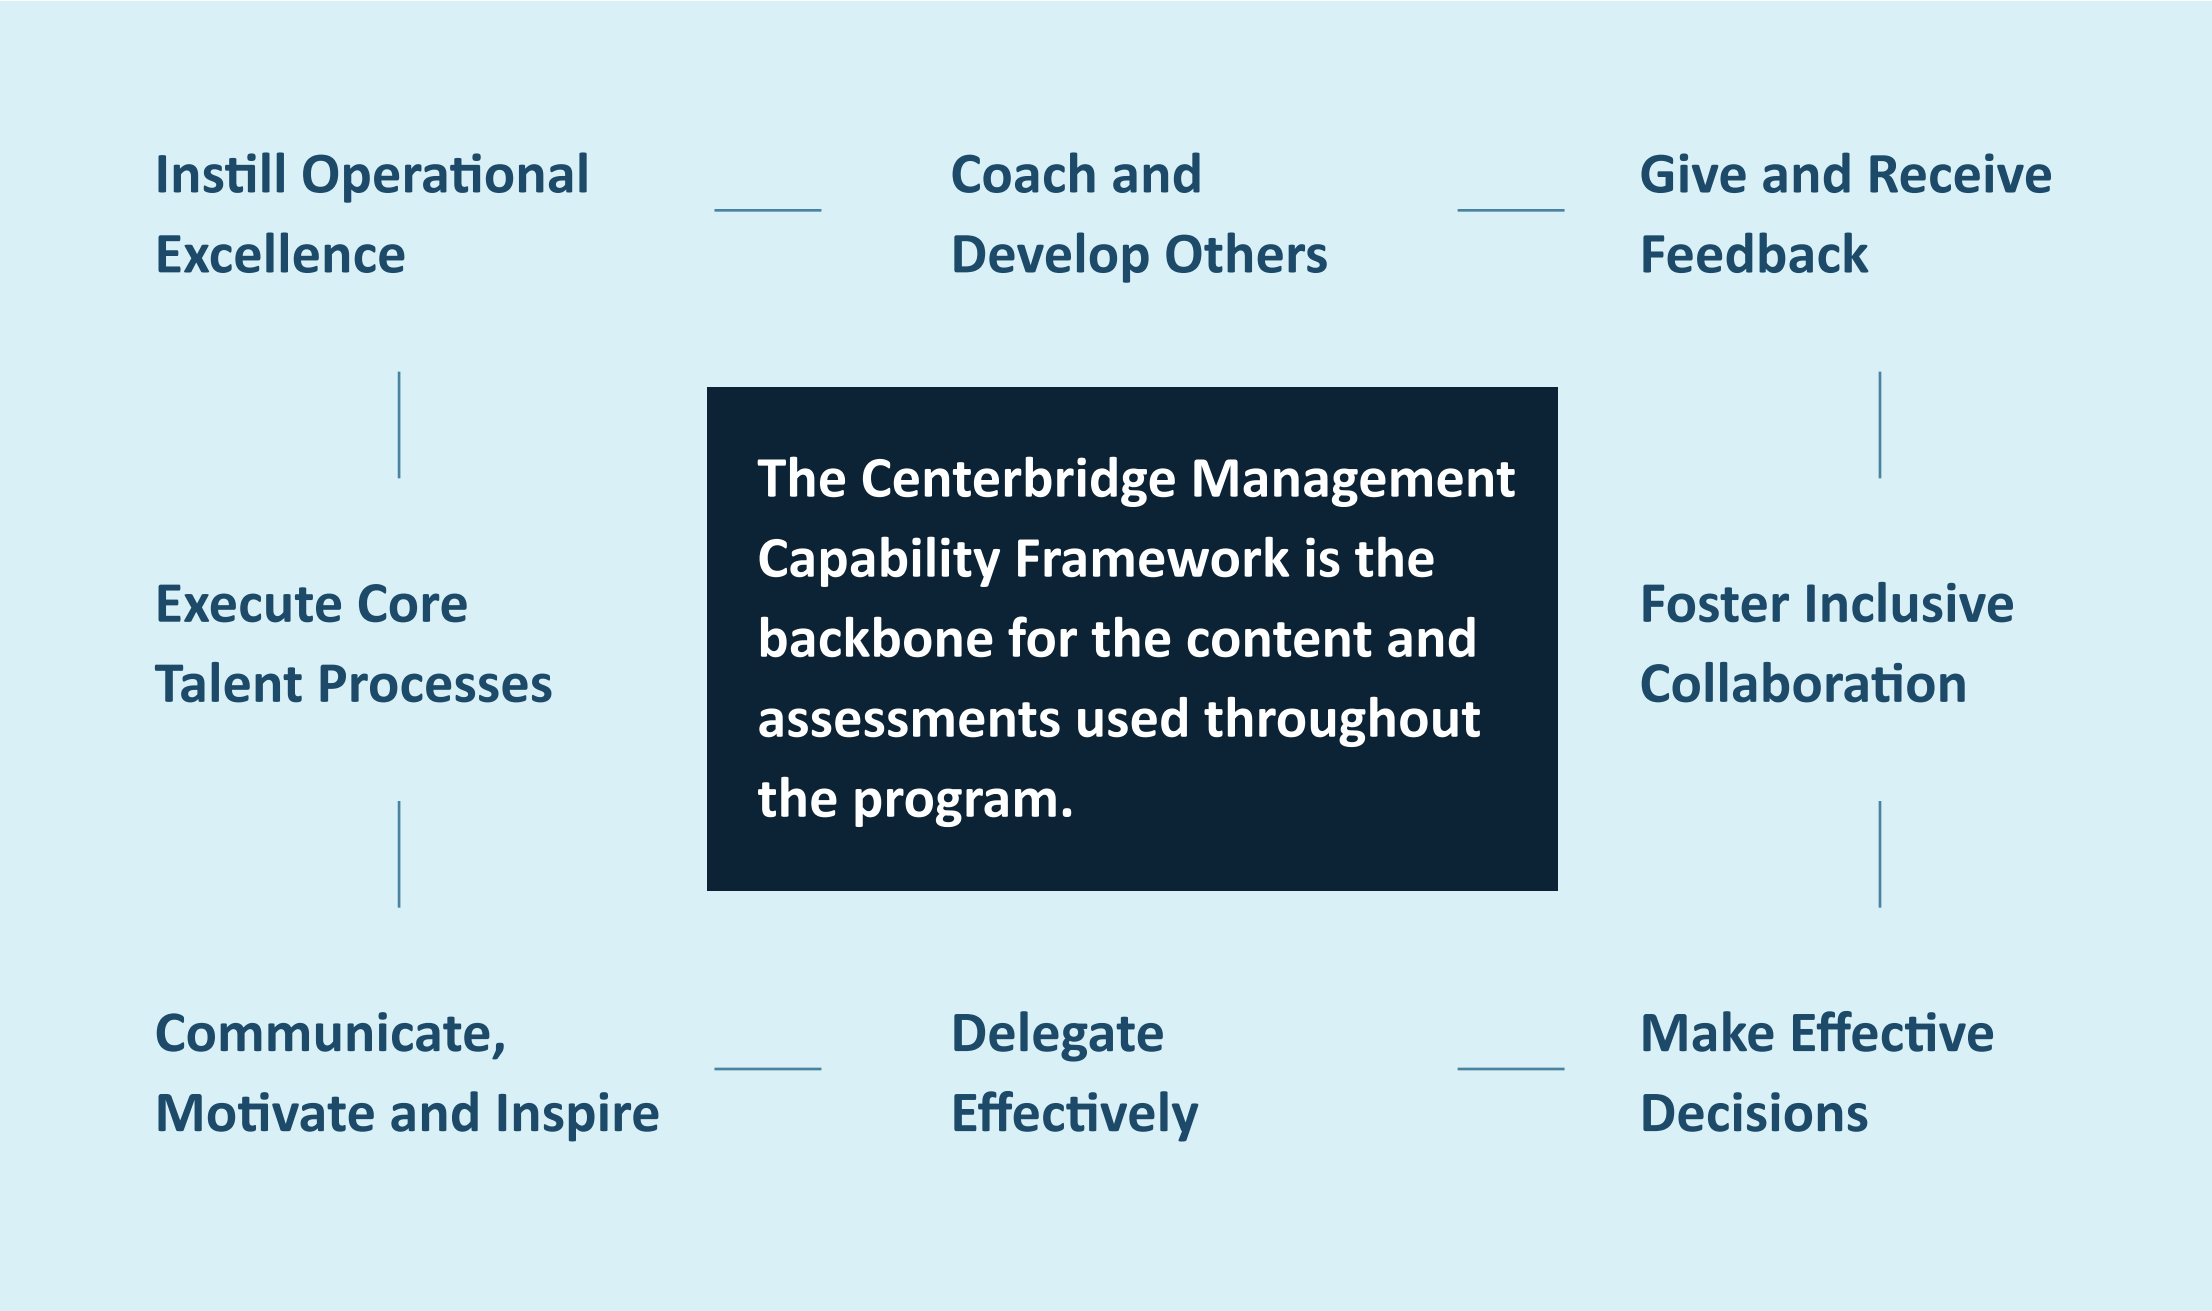 Instill Operational
Excellence
Coach and
Develop Others
Give and Receive
Feedback
The Centerbridge Management
Capability Framework is the
backbone for the content and
assessments used throughout
the program.
Execute Core
Talent Processes
Foster Inclusive
Collaboration
Communicate,
Motivate and Inspire
Delegate
Effectively
Make Effective
Decisions